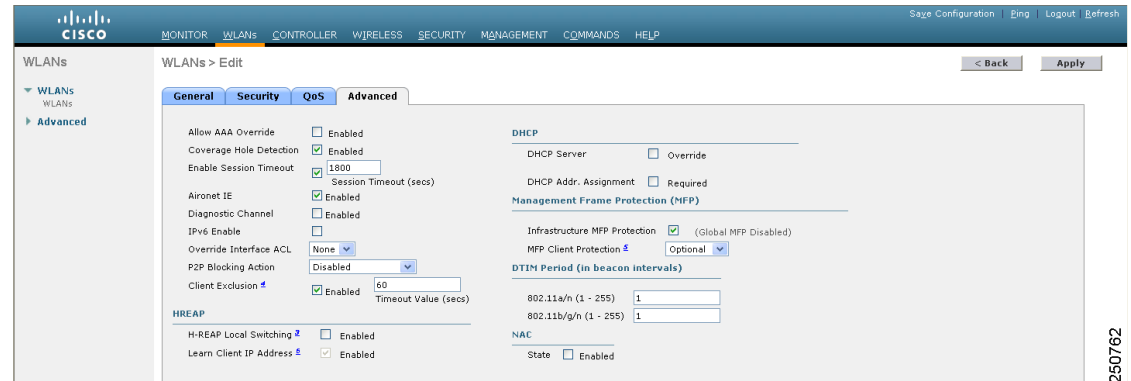 Save Configuration | Ping | Logout | Refresh
CISCO
MONITOR WLANs CONTROLLER WIRELESS SECURITY MANAGEMENT COMMANDS HELP
WLANs
WLANs
WLANs
Advanced
WLANs > Edit
< Back
Apply
General Security QoS Advanced
Allow AAA Override Enabled
Coverage Hole Detection Enabled
Enable Session Timeout 1800
Session Timeout (secs)
Aironet IE Enabled
Diagnostic Channel Enabled
IPv6 Enable
Override Interface ACL None
P2P Blocking Action Disabled
Client Exclusion 4 Enabled 60
Timeout Value (secs)
HREAP
H-REAP Local Switching 2 Enabled
Learn Client IP Address 5 Enabled
DHCP
DHCP Server Override
DHCP Addr. Assignment Required
Management Frame Protection (MFP)
Infrastructure MFP Protection (Global MFP Disabled)
MFP Client Protection Optional
DTIM Period (in beacon intervals)
802.11a/n (1 - 255) 1
802.11b/g/n (1 - 255) 1
NAC
State Enabled
250762